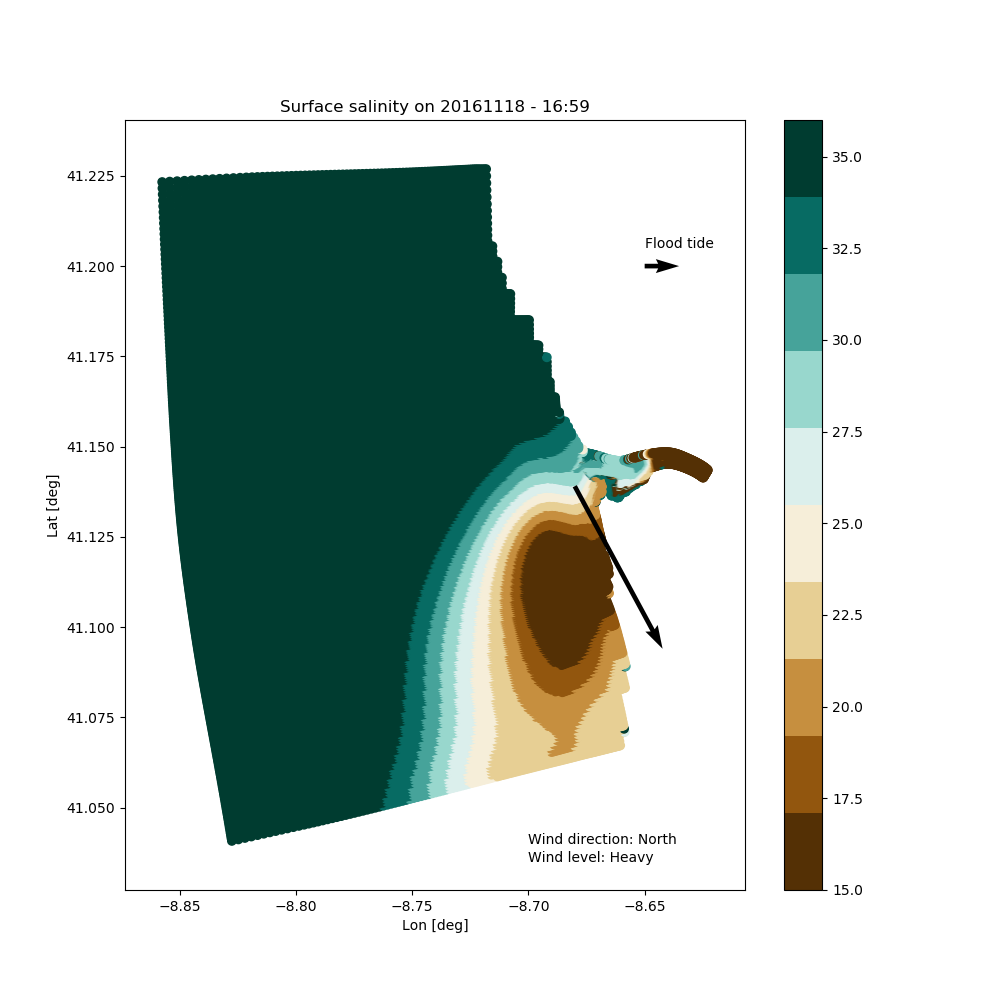 Surface salinity on 20161118 - 16:59
41.225
41.200
41.175
41.150
41.125
41.100
41.075
41.050
Lat [deg]
Flood tide
Wind direction: North
Wind level: Heavy
−8.85 −8.80 −8.75 −8.70 −8.65
Lon [deg]
35.0
32.5
30.0
27.5
25.0
22.5
20.0
17.5
15.0